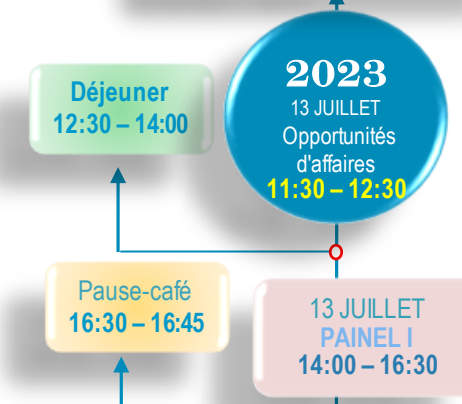 2023
13 JUILLET
Opportunités
d'affaires
11:30 – 12:30
Déjeuner
12:30 – 14:00
13 JUILLET
PAINEL I
14:00 – 16:30
Pause-café
16:30 – 16:45